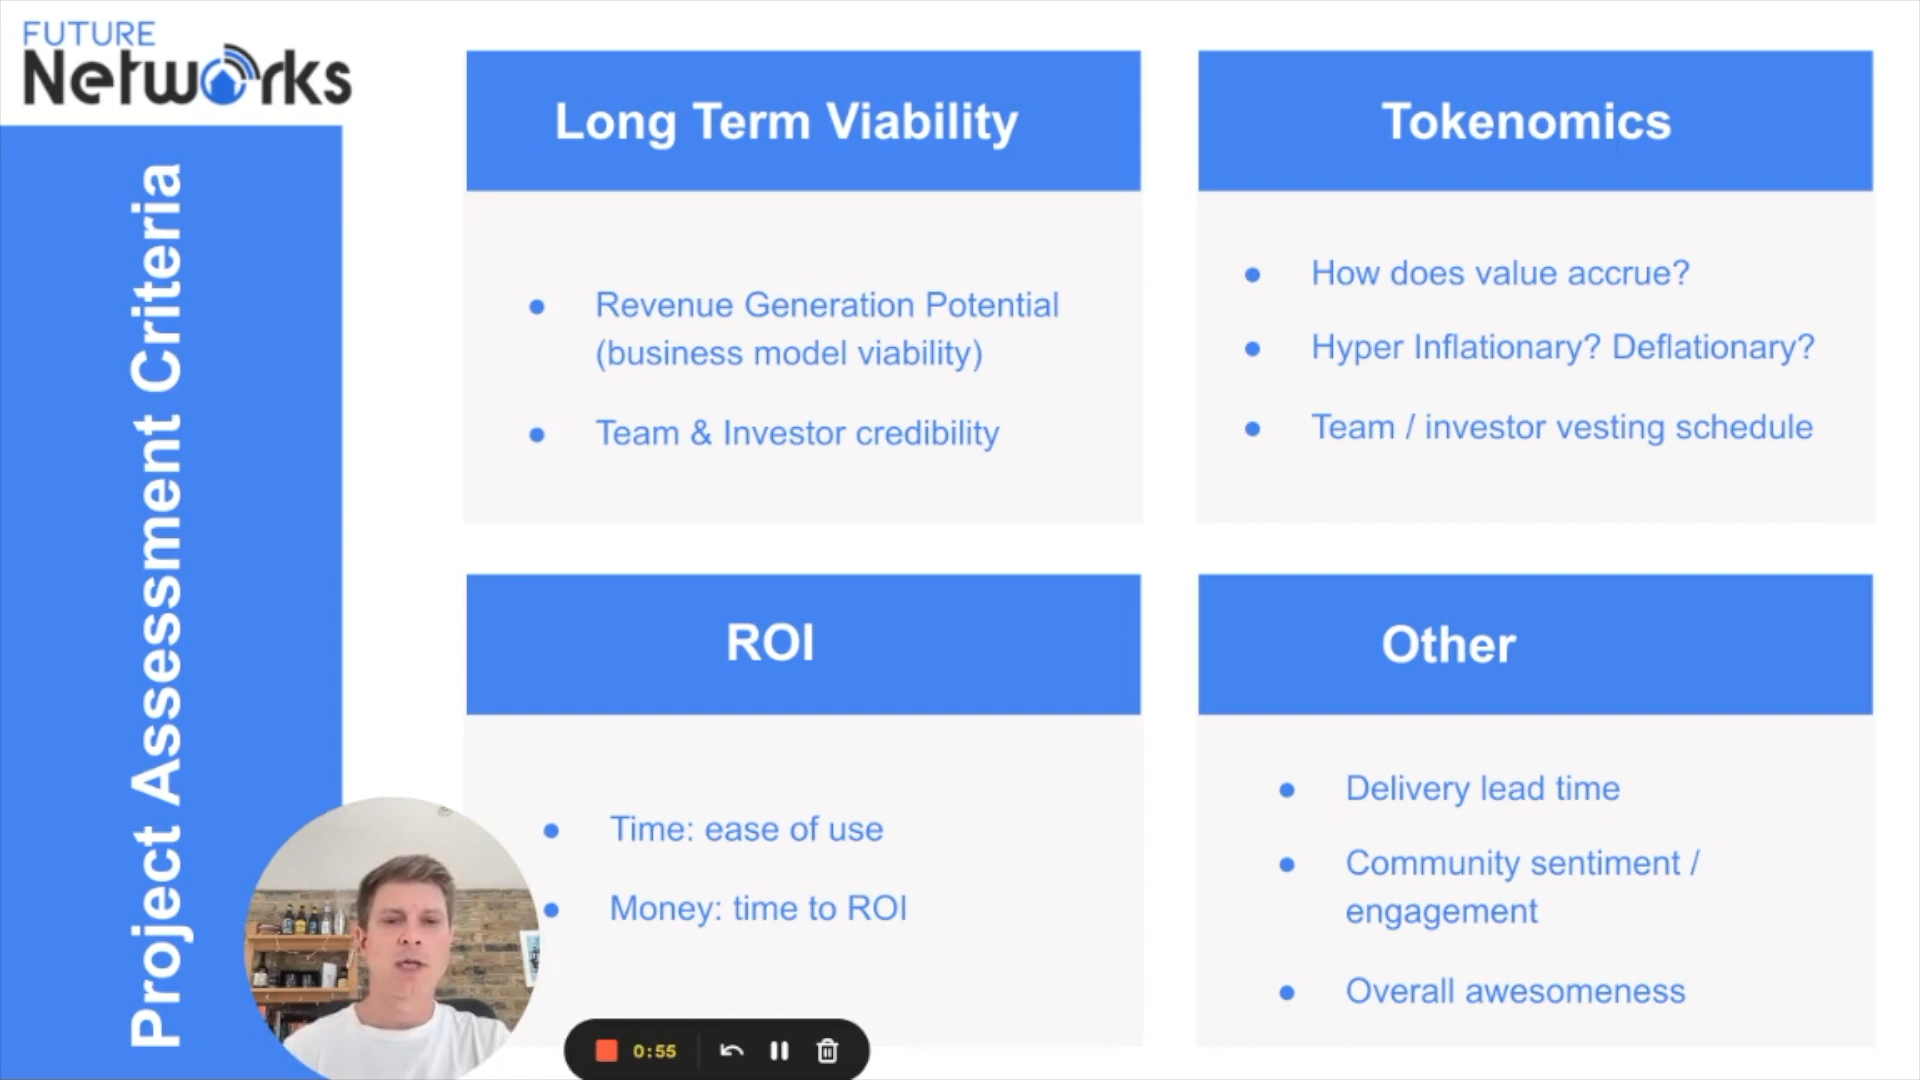 FUTURE
Networks
Project Assessment Criteria
Long Term Viability
Revenue Generation Potential
(business model viability)
Team & Investor credibility
Tokenomics
How does value accrue?
Hyper Inflationary? Deflationary?
Team / investor vesting schedule
ROI
Time: ease of use
Money: time to ROI
Other
Delivery lead time
Community sentiment /
engagement
Overall awesomeness
0:55